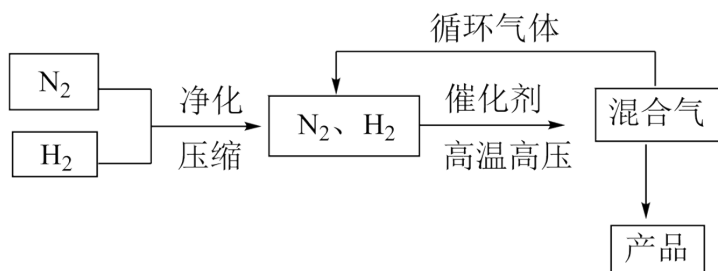 循环气体
N₂
净化
催化剂
N₂、H₂
混合气
H₂
压缩
高温高压
产品